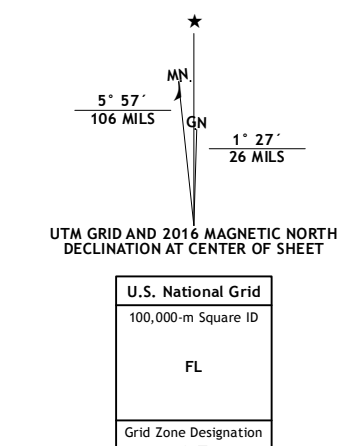 MN.
5° 57´
106 MILS
GN
1° 27´
26 MILS
UTM GRID AND 2016 MAGNETIC NORTH
DECLINATION AT CENTER OF SHEET
U.S. National Grid
100,000-m Square ID
FL
Grid Zone Designation